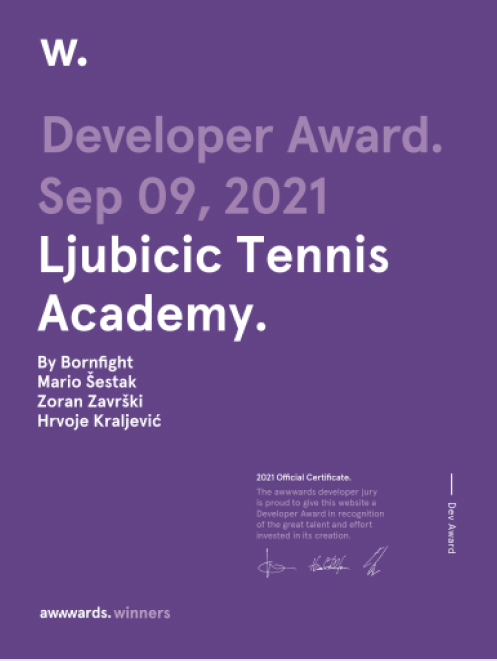 w.
Developer Award.
Sep 09, 2021
Ljubicic Tennis
Academy.
By Bornfight
Mario Šestak
Zoran Završki
Hrvoje Kraljević
2021 Official Certificate.
The awwwards developer jury
is proud to give this website a
Developer Award in recognition
of the great talent and effort
invested in its creation.
Dev Award
awwwards.winners